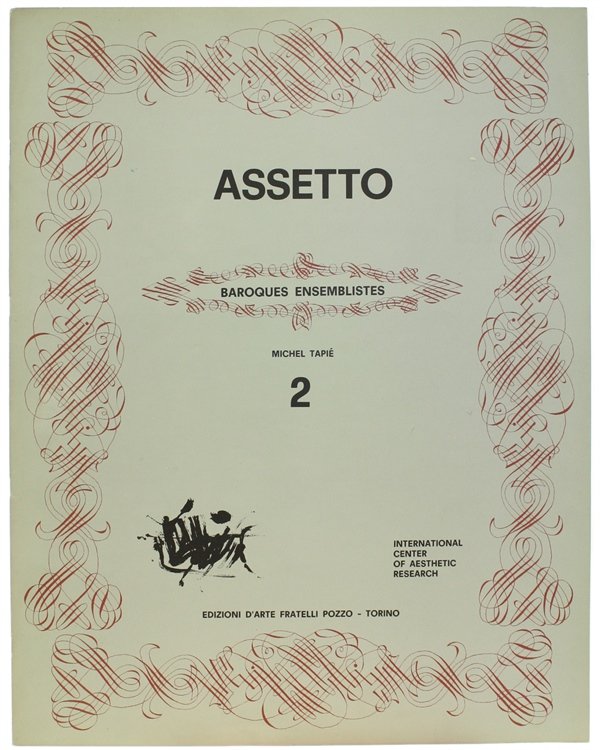 ASSETTO
BAROQUES ENSEMBLISTES
MICHEL TAPIÉ
2
INTERNATIONAL
CENTER
OF AESTHETIC
RESEARCH
EDIZIONI D'ARTE FRATELLI POZZO - TORINO